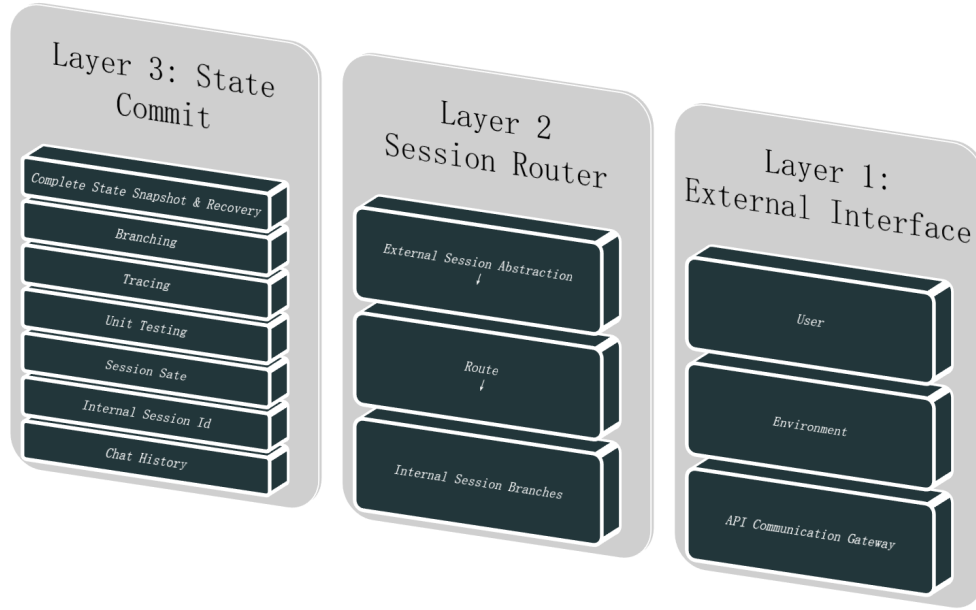 Layer 3: State
Commit
Complete State Snapshot & Recovery
Branching
Tracing
Unit Testing
Session Sate
Internal Session Id
Chat History
Layer 2
Session Router
External Session Abstraction
↓
Route
↓
Internal Session Branches
Layer 1:
External Interface
User
Environment
API Communication Gateway